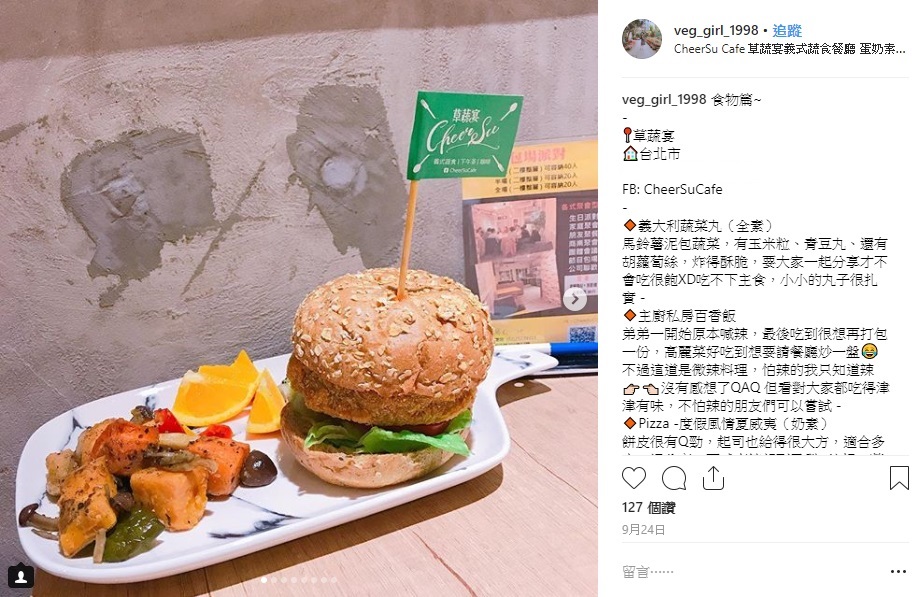 veg_girl_1998 • 追蹤
CheerSu Cafe 草蔬宴義式蔬食餐廳 蛋奶素...
veg_girl_1998 食物篇~
-
📍草蔬宴
🏠台北市
FB: CheerSuCafe
-
🔸義大利蔬菜丸（全素）
馬鈴薯泥包蔬菜，有玉米粒、青豆丸、還有
胡蘿蔔絲，炸得酥脆，要大家一起分享才不
會吃很飽XD吃不下主食，小小的丸子很扎
實 -
🔸主廚私房百香飯
弟弟一開始原本喊辣，最後吃到很想再打包
一份，高麗菜好吃到想要請餐廳炒一盤😂
不過這道是微辣料理，怕辣的我只知道辣
👉👈沒有感想了QAQ 但看對大家都吃得津
津有味，不怕辣的朋友們可以嘗試 -
🔸Pizza -度假風情夏威夷（奶素）
餅皮很有Q勁，起司也給得很大方，適合多
127 個讚
9月24日
留言......
草蔬宴
CheerSu
義式蔬食 | 下午茶 | 咖啡
CheerSuCafe
包場派對